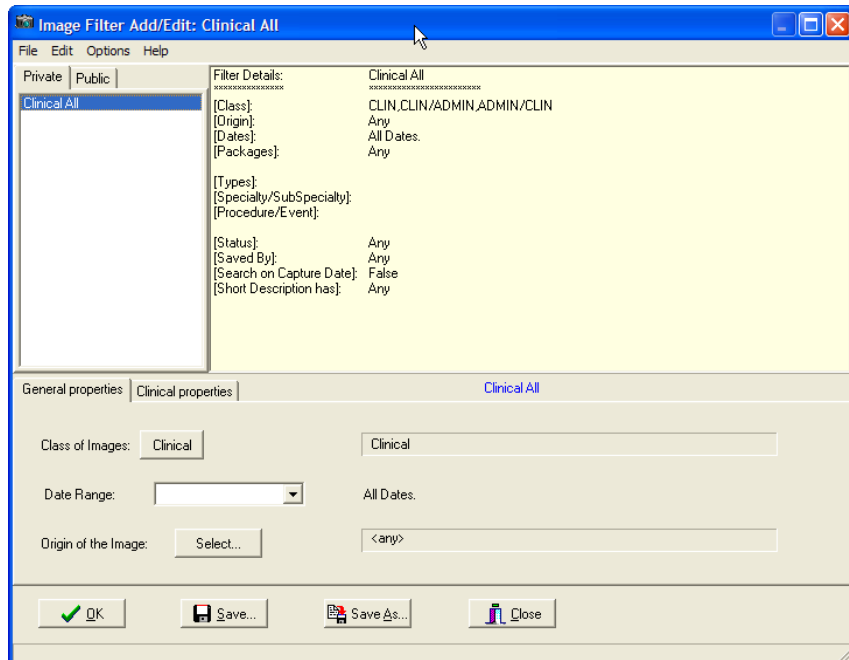 Image Filter Add/Edit: Clinical All
File Edit Options Help
Private Public
Clinical All
Filter Details: Clinical All
[Class]: CLIN,CLIN/ADMIN,ADMIN/CLIN
[Origin]: Any
[Dates]: All Dates.
[Packages]: Any
[Types]:
[Specialty/SubSpecialty]:
[Procedure/Event]:
[Status]: Any
[Saved By]: Any
[Search on Capture Date]: False
[Short Description has]: Any
General properties Clinical properties Clinical All
Class of Images: Clinical Clinical
Date Range: All Dates.
Origin of the Image: Select... <any>
OK Save... Save As... Close